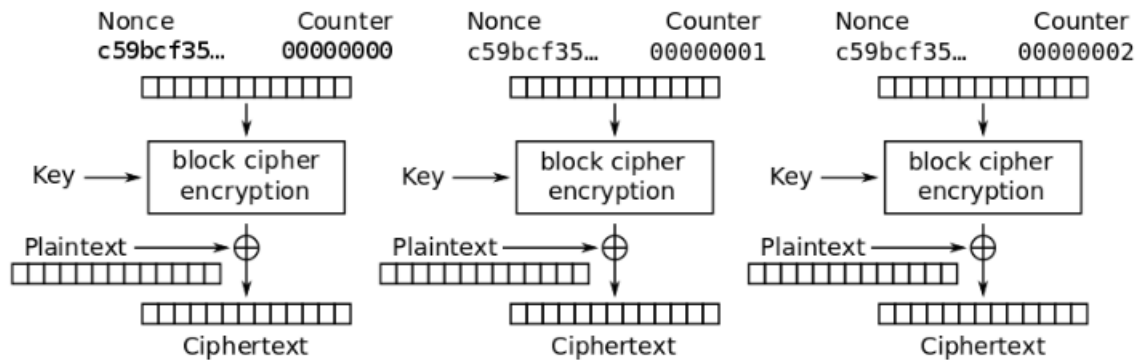 Nonce Counter
c59bcf35… 00000000
Key
block cipher
encryption
Plaintext
Ciphertext
Nonce Counter
c59bcf35… 00000001
Key
block cipher
encryption
Plaintext
Ciphertext
Nonce Counter
c59bcf35… 00000002
Key
block cipher
encryption
Plaintext
Ciphertext